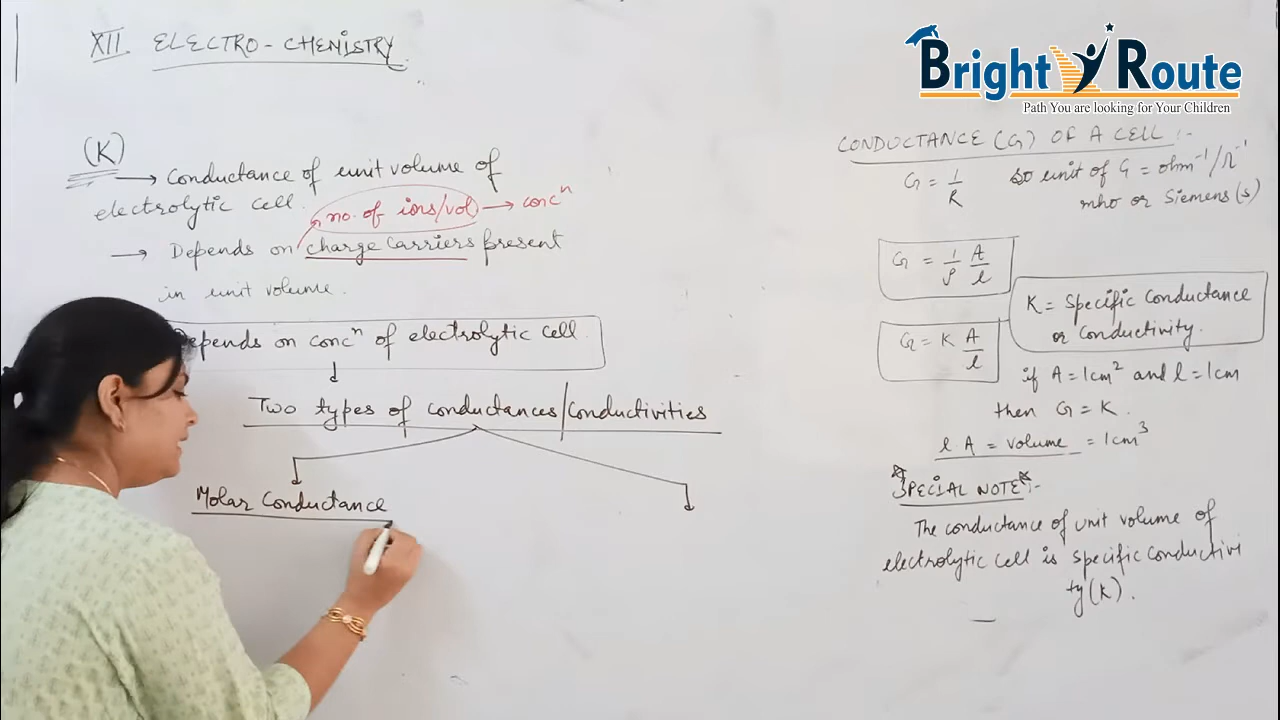 XII. ELECTRO-CHEMISTRY
(K)
→ Conductance of unit volume of
electrolytic cell.
no. of ions/vol → concⁿ
→ Depends on charge carriers present
in unit volume.
epends on concⁿ of electrolytic cell
Two types of conductances/conductivities
Molar Conductance
Bright Route
Path You are looking for Your Children
CONDUCTANCE (G) OF A CELL :-
G = 1/R so unit of G = ohm⁻¹/Ω⁻¹
mho or Siemens (s)
G = 1/ρ A/l
G = K A/l
K = Specific Conductance
or Conductivity.
if A = 1cm² and l = 1cm
then G = K.
l.A = volume = 1cm³
SPECIAL NOTE :-
The conductance of unit volume of
electrolytic cell is specific conductivi
ty (K).